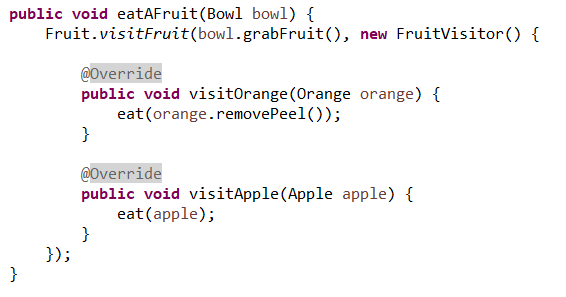 public void eatAFruit(Bowl bowl) {
    Fruit.visitFruit(bowl.grabFruit(), new FruitVisitor() {

        @Override
        public void visitOrange(Orange orange) {
            eat(orange.removePeel());
        }

        @Override
        public void visitApple(Apple apple) {
            eat(apple);
        }
    });
}